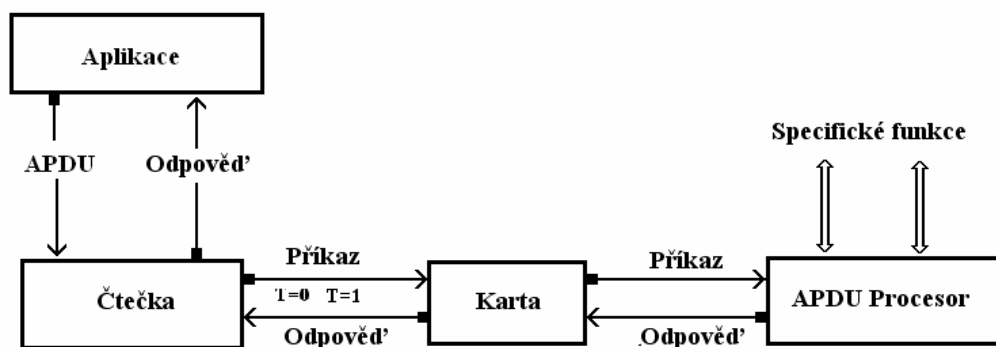 Aplikace
Specifické funkce
APDU
Odpověď
Příkaz
Příkaz
Čtečka
T=0 T=1
Karta
APDU Procesor
Odpověď
Odpověď